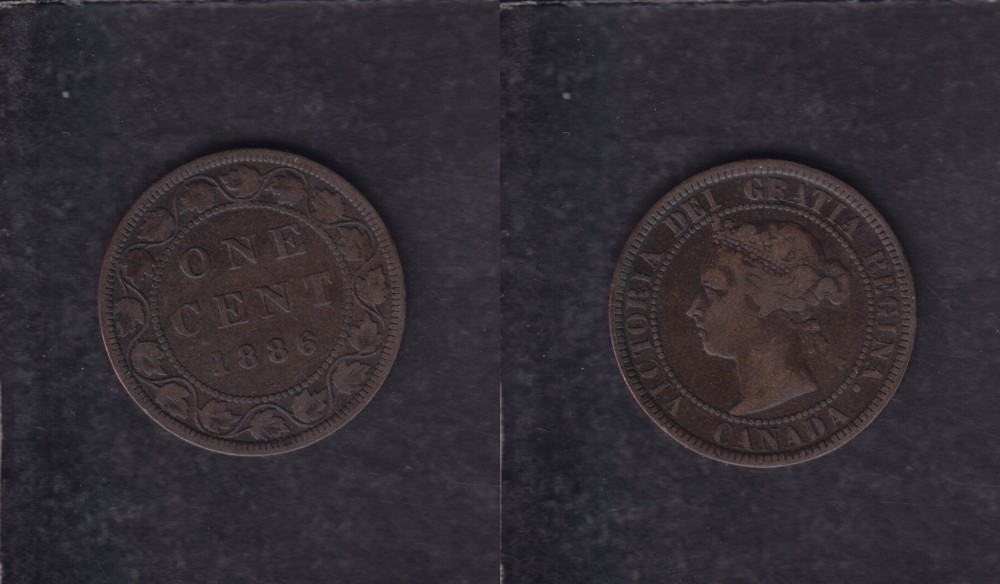 ONE
CENT
1886
VICTORIA DEI GRATIA REGINA.
CANADA